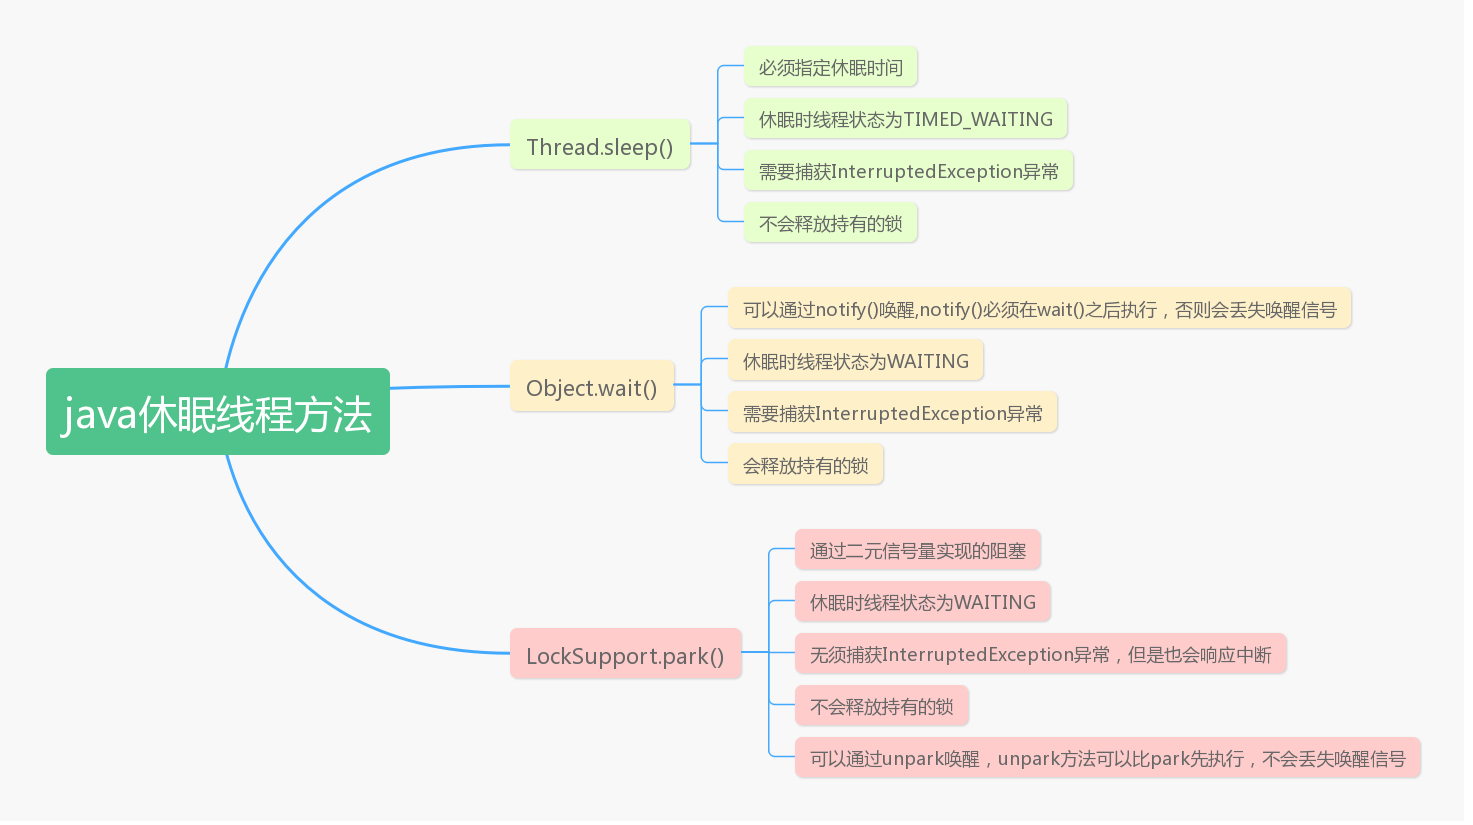 java休眠线程方法
Thread.sleep()
必须指定休眠时间
休眠时线程状态为TIMED_WAITING
需要捕获InterruptedException异常
不会释放持有的锁
Object.wait()
可以通过notify()唤醒,notify()必须在wait()之后执行，否则会丢失唤醒信号
休眠时线程状态为WAITING
需要捕获InterruptedException异常
会释放持有的锁
LockSupport.park()
通过二元信号量实现的阻塞
休眠时线程状态为WAITING
无须捕获InterruptedException异常，但是也会响应中断
不会释放持有的锁
可以通过unpark唤醒，unpark方法可以比park先执行，不会丢失唤醒信号